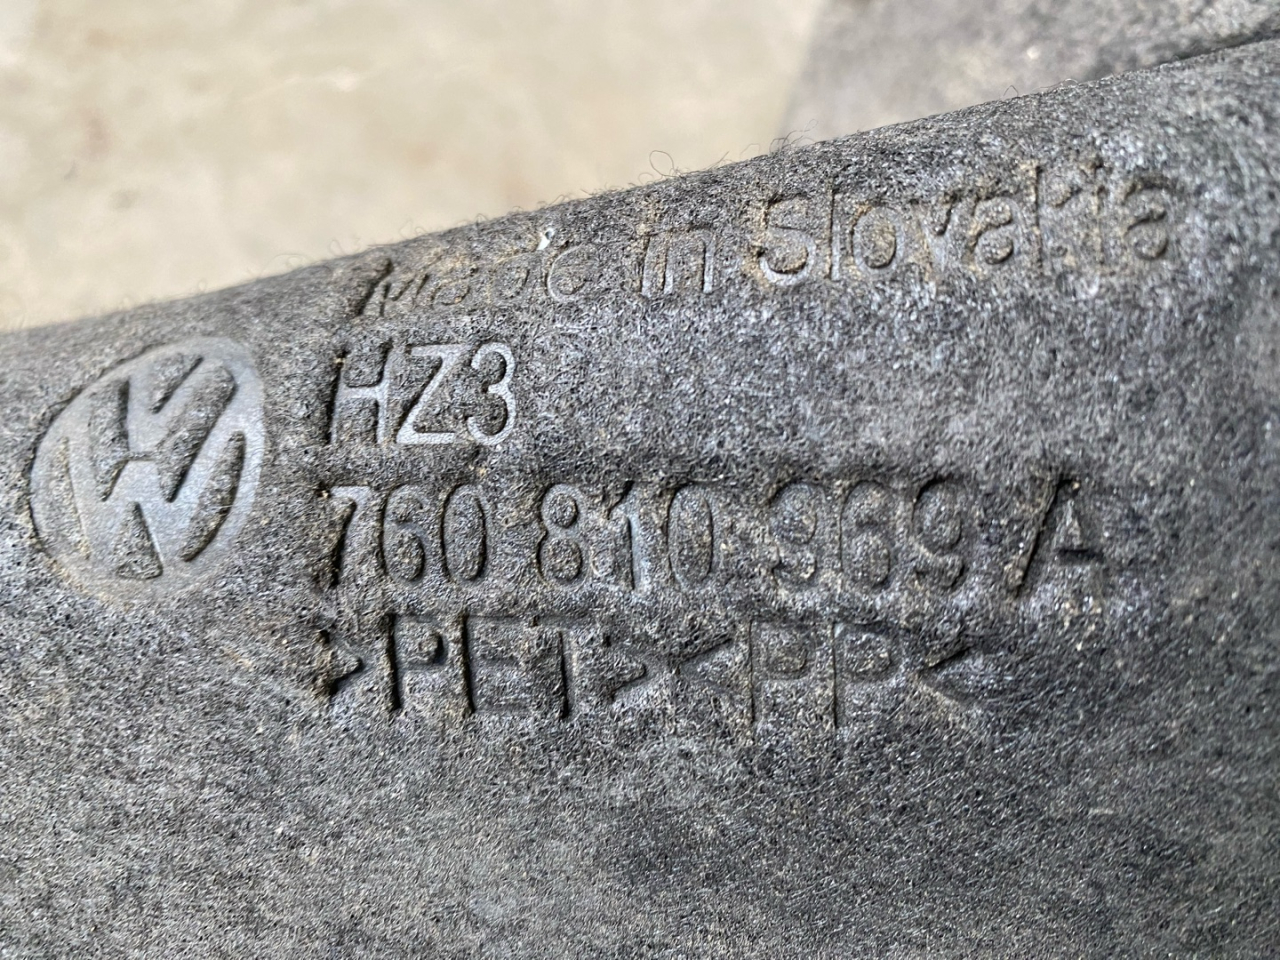 Made in Slovakia
HZ3
760 810 969 A
>PET><PP<